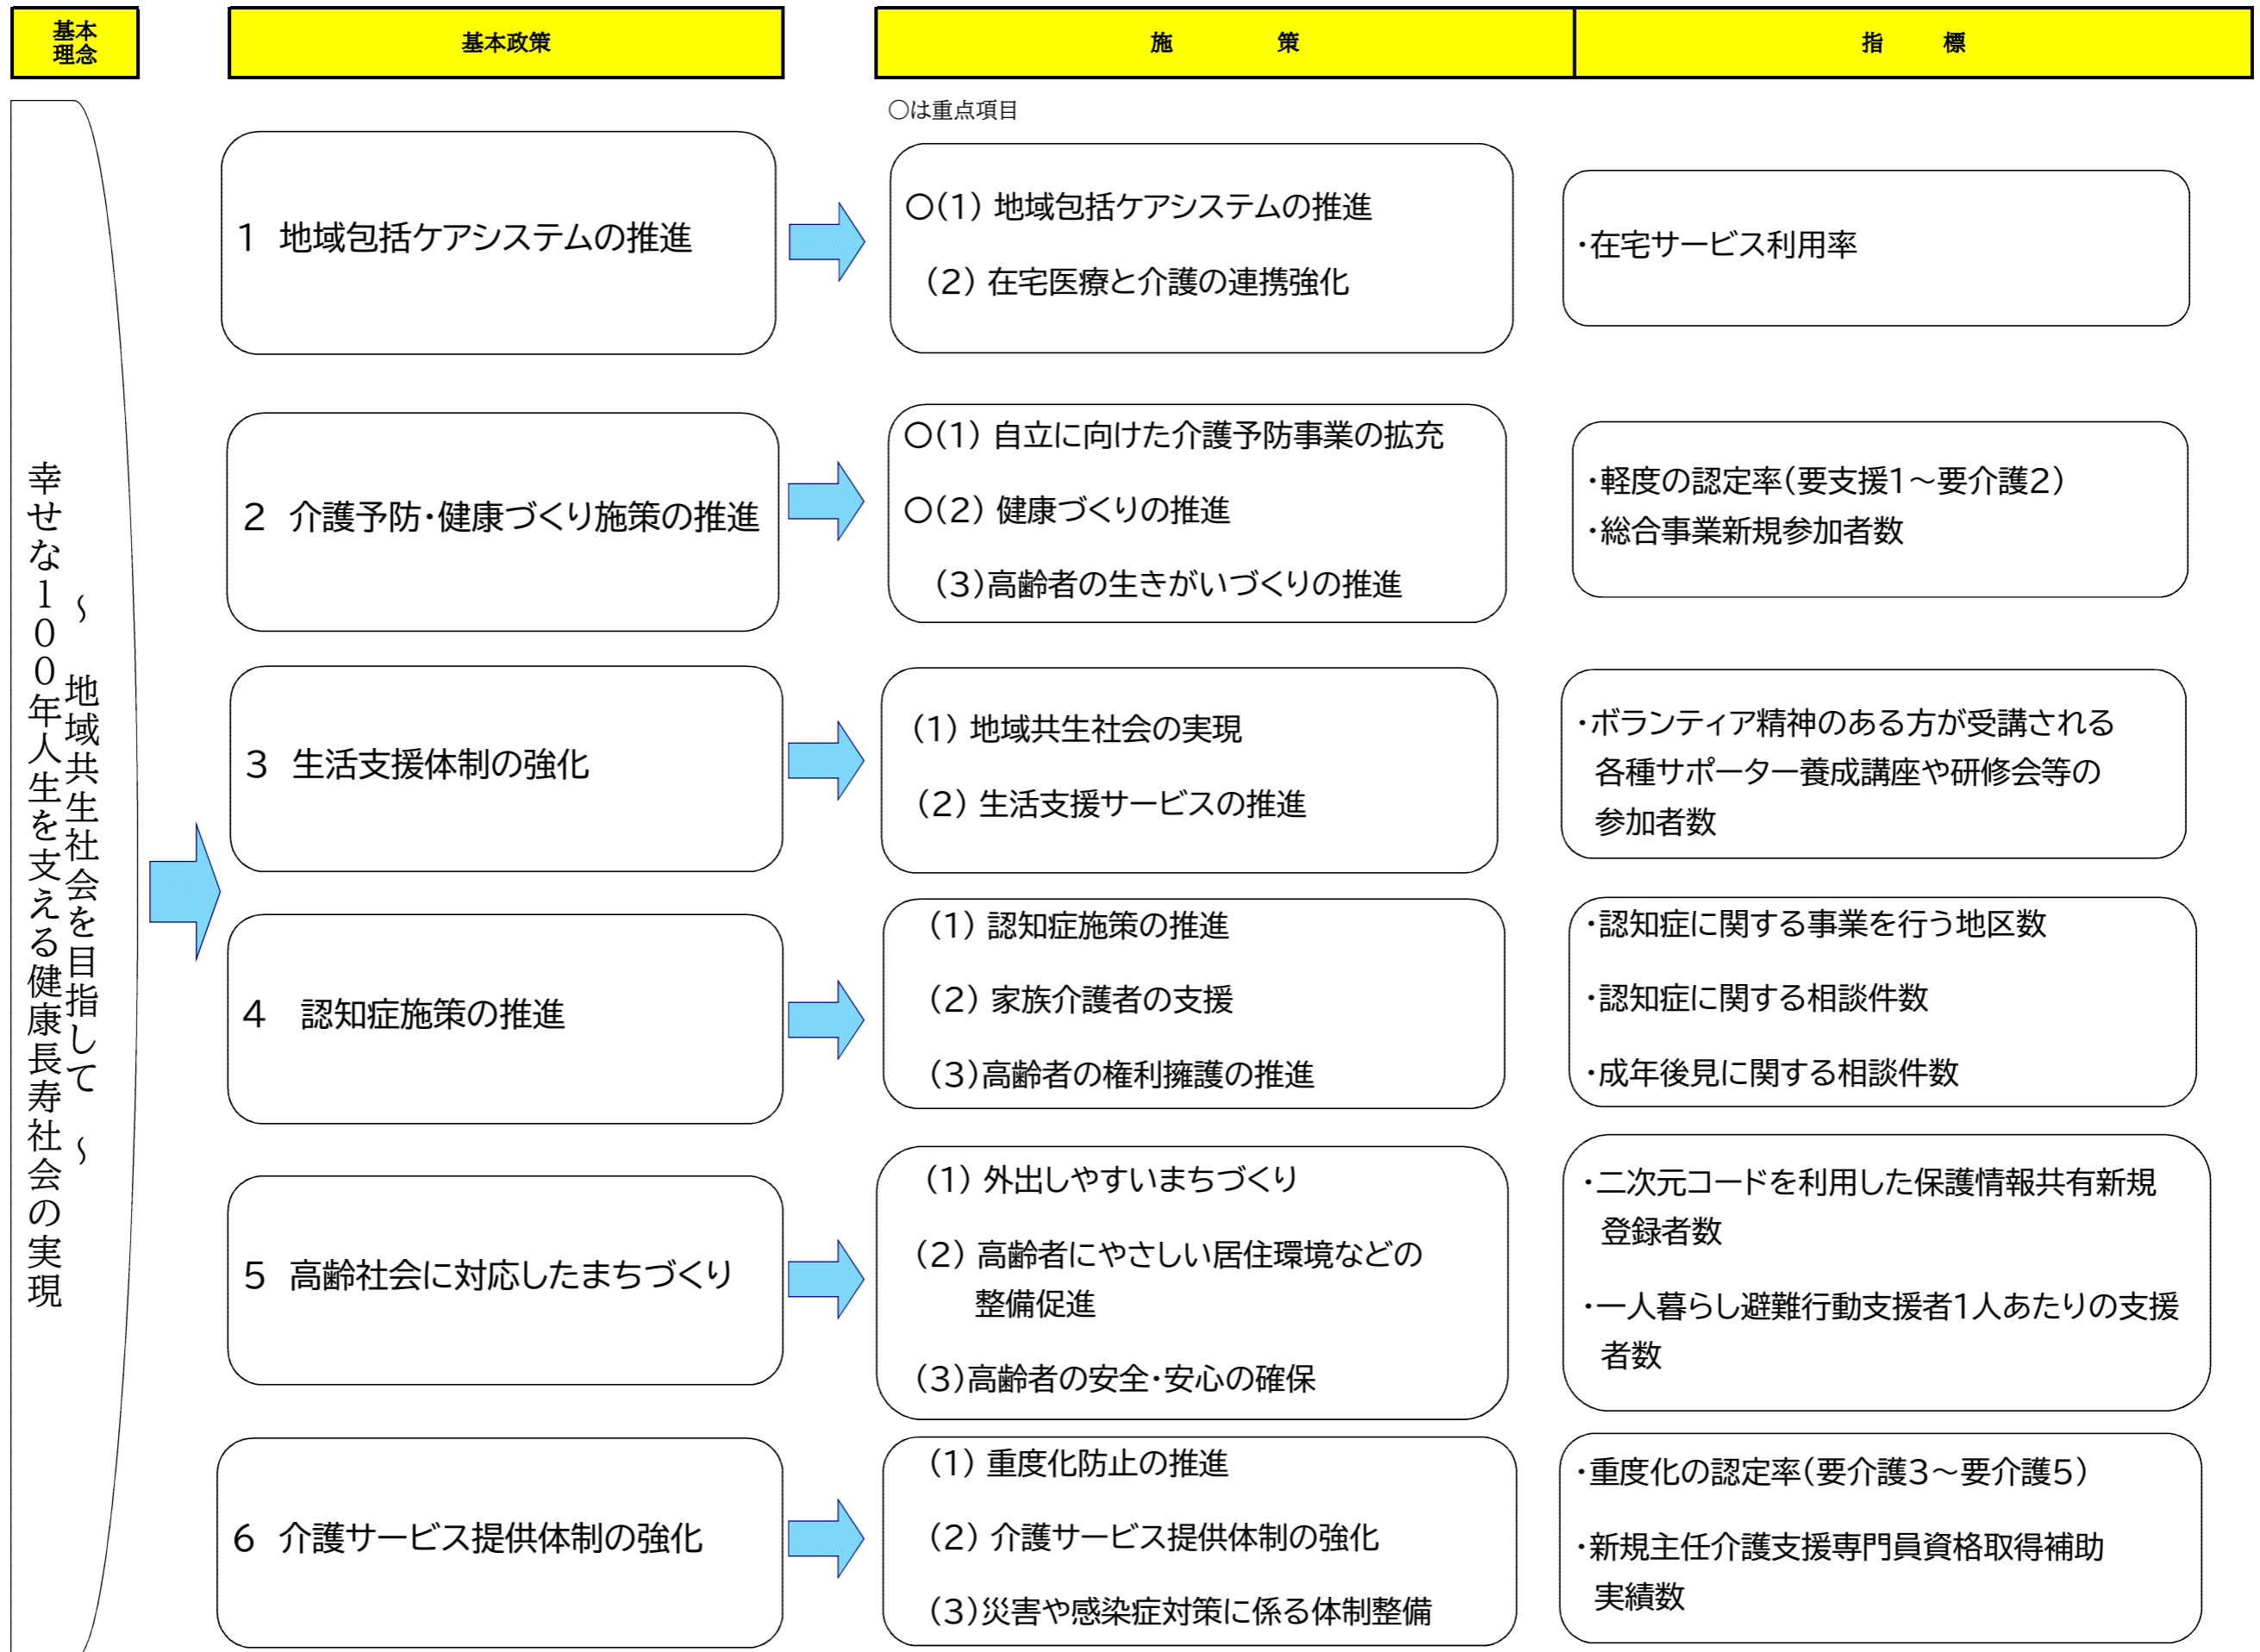 基本
理念
基本政策
施　策
指　標
幸せな１００年人生を支える健康長寿社会の実現
～　地域共生社会を目指して　～
○は重点項目
１　地域包括ケアシステムの推進
○(1) 地域包括ケアシステムの推進
(2) 在宅医療と介護の連携強化
・在宅サービス利用率
２　介護予防・健康づくり施策の推進
○(1) 自立に向けた介護予防事業の拡充
○(2) 健康づくりの推進
(3)高齢者の生きがいづくりの推進
・軽度の認定率(要支援1～要介護2)
・総合事業新規参加者数
３　生活支援体制の強化
(1) 地域共生社会の実現
(2) 生活支援サービスの推進
・ボランティア精神のある方が受講される
各種サポーター養成講座や研修会等の
参加者数
４　認知症施策の推進
(1) 認知症施策の推進
(2) 家族介護者の支援
(3)高齢者の権利擁護の推進
・認知症に関する事業を行う地区数
・認知症に関する相談件数
・成年後見に関する相談件数
５　高齢社会に対応したまちづくり
(1) 外出しやすいまちづくり
(2) 高齢者にやさしい居住環境などの
整備促進
(3)高齢者の安全・安心の確保
・二次元コードを利用した保護情報共有新規
登録者数
・一人暮らし避難行動支援者1人あたりの支援
者数
６　介護サービス提供体制の強化
(1) 重度化防止の推進
(2) 介護サービス提供体制の強化
(3)災害や感染症対策に係る体制整備
・重度化の認定率(要介護3～要介護5)
・新規主任介護支援専門員資格取得補助
実績数